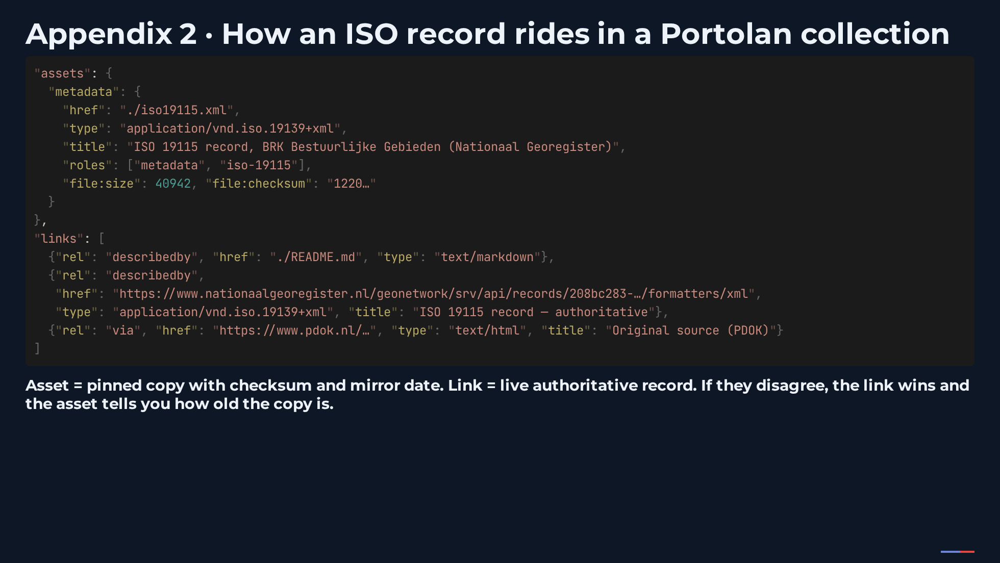 Appendix 2 · How an ISO record rides in a Portolan collection
"assets": {
  "metadata": {
    "href": "./iso19115.xml",
    "type": "application/vnd.iso.19139+xml",
    "title": "ISO 19115 record, BRK Bestuurlijke Gebieden (Nationaal Georegister)",
    "roles": ["metadata", "iso-19115"],
    "file:size": 40942, "file:checksum": "1220…"
  }
},
"links": [
  {"rel": "describedby", "href": "./README.md", "type": "text/markdown"},
  {"rel": "describedby",
   "href": "https://www.nationaalgeoregister.nl/geonetwork/srv/api/records/208bc283-…/formatters/xml",
   "type": "application/vnd.iso.19139+xml", "title": "ISO 19115 record — authoritative"},
  {"rel": "via", "href": "https://www.pdok.nl/…", "type": "text/html", "title": "Original source (PDOK)"}
]
Asset = pinned copy with checksum and mirror date. Link = live authoritative record. If they disagree, the link wins and
the asset tells you how old the copy is.